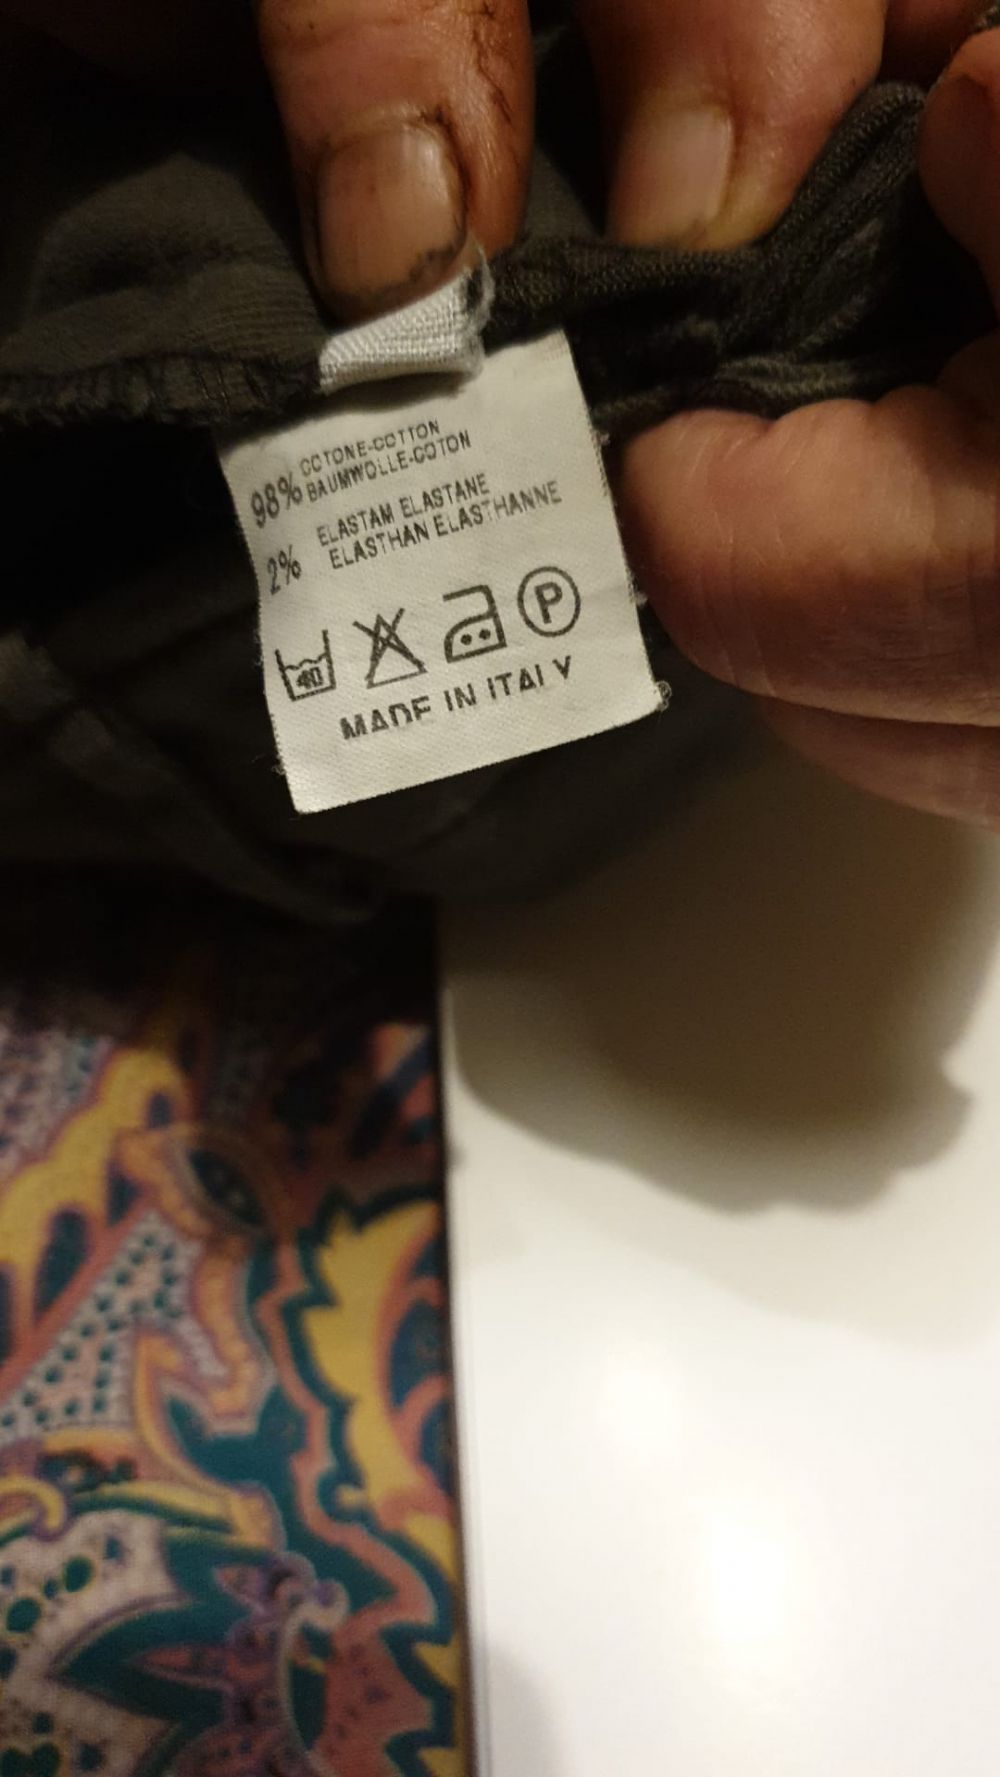 98% COTONE-COTTON
BAUMWOLLE-COTON
2% ELASTAM ELASTANE
ELASTHAN ELASTHANNE
40 P
MADE IN ITALY